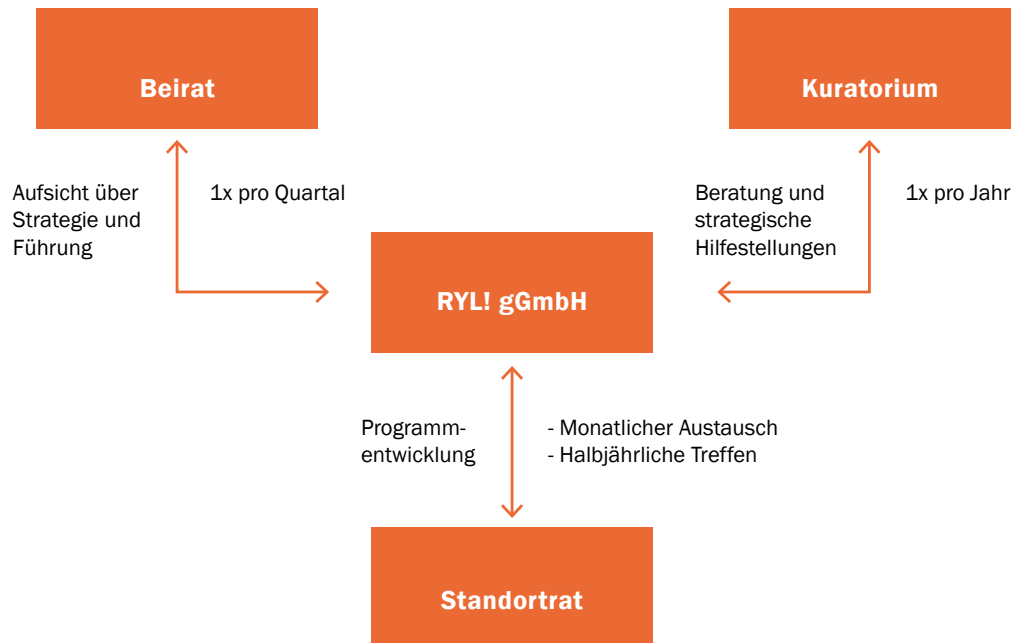 Beirat
Kuratorium
Aufsicht über
Strategie und
Führung
1x pro Quartal
Beratung und
strategische
Hilfestellungen
1x pro Jahr
RYL! gGmbH
Programm-
entwicklung
- Monatlicher Austausch
- Halbjährliche Treffen
Standortrat